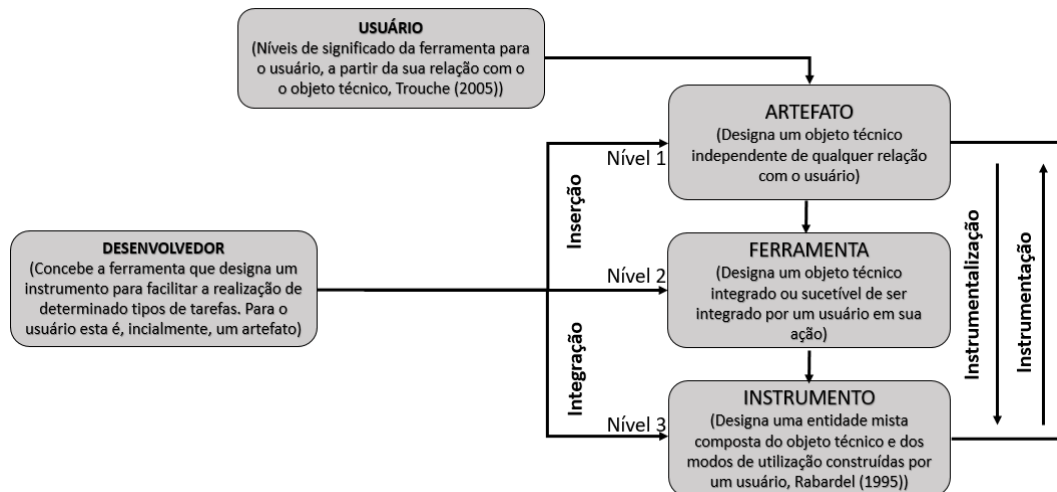 USUÁRIO
(Níveis de significado da ferramenta para
o usuário, a partir da sua relação com o
o objeto técnico, Trouche (2005))
ARTEFATO
(Designa um objeto técnico
independente de qualquer relação
com o usuário)
Nível 1
Inserção
DESENVOLVEDOR
(Concebe a ferramenta que designa um
instrumento para facilitar a realização de
determinado tipos de tarefas. Para o
usuário esta é, incialmente, um artefato)
Nível 2
FERRAMENTA
(Designa um objeto técnico
integrado ou sucetível de ser
integrado por um usuário em sua
ação)
Integração
Nível 3
INSTRUMENTO
(Designa uma entidade mista
composta do objeto técnico e dos
modos de utilização construídas por
um usuário, Rabardel (1995))
Instrumentalização
Instrumentação